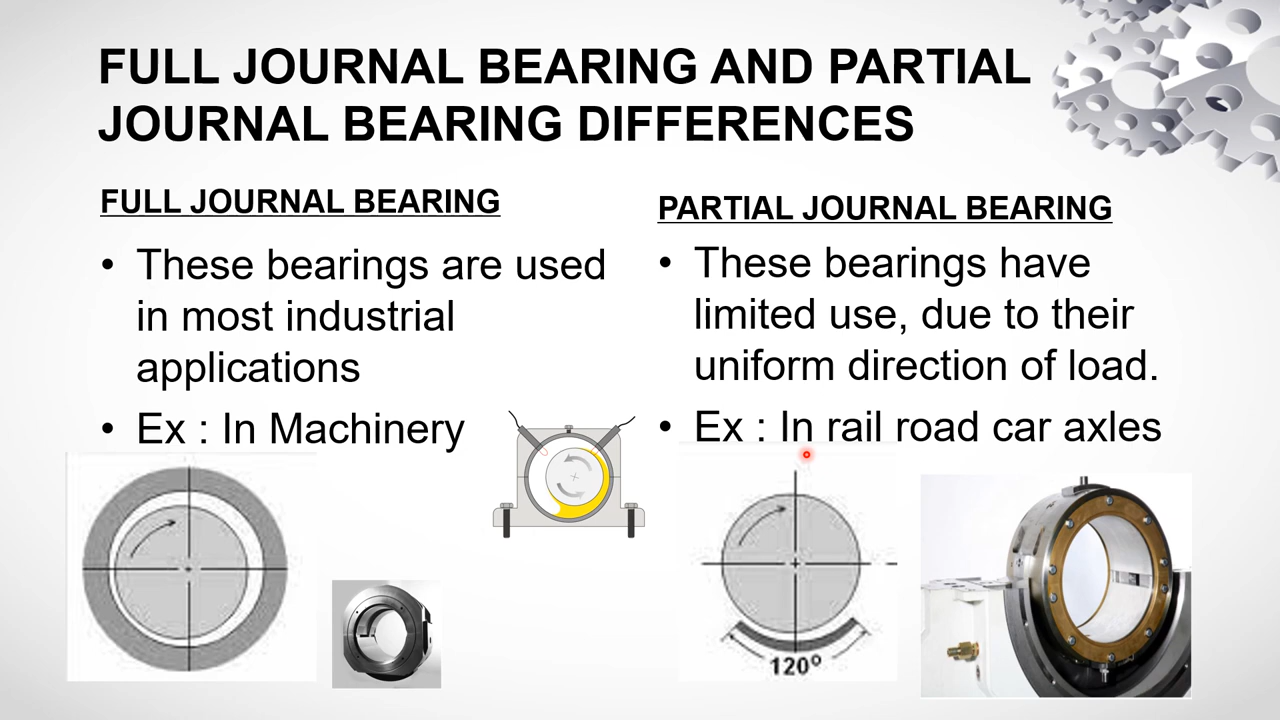 FULL JOURNAL BEARING AND PARTIAL
JOURNAL BEARING DIFFERENCES
FULL JOURNAL BEARING
• These bearings are used
in most industrial
applications
• Ex : In Machinery
PARTIAL JOURNAL BEARING
• These bearings have
limited use, due to their
uniform direction of load.
• Ex : In rail road car axles
120°